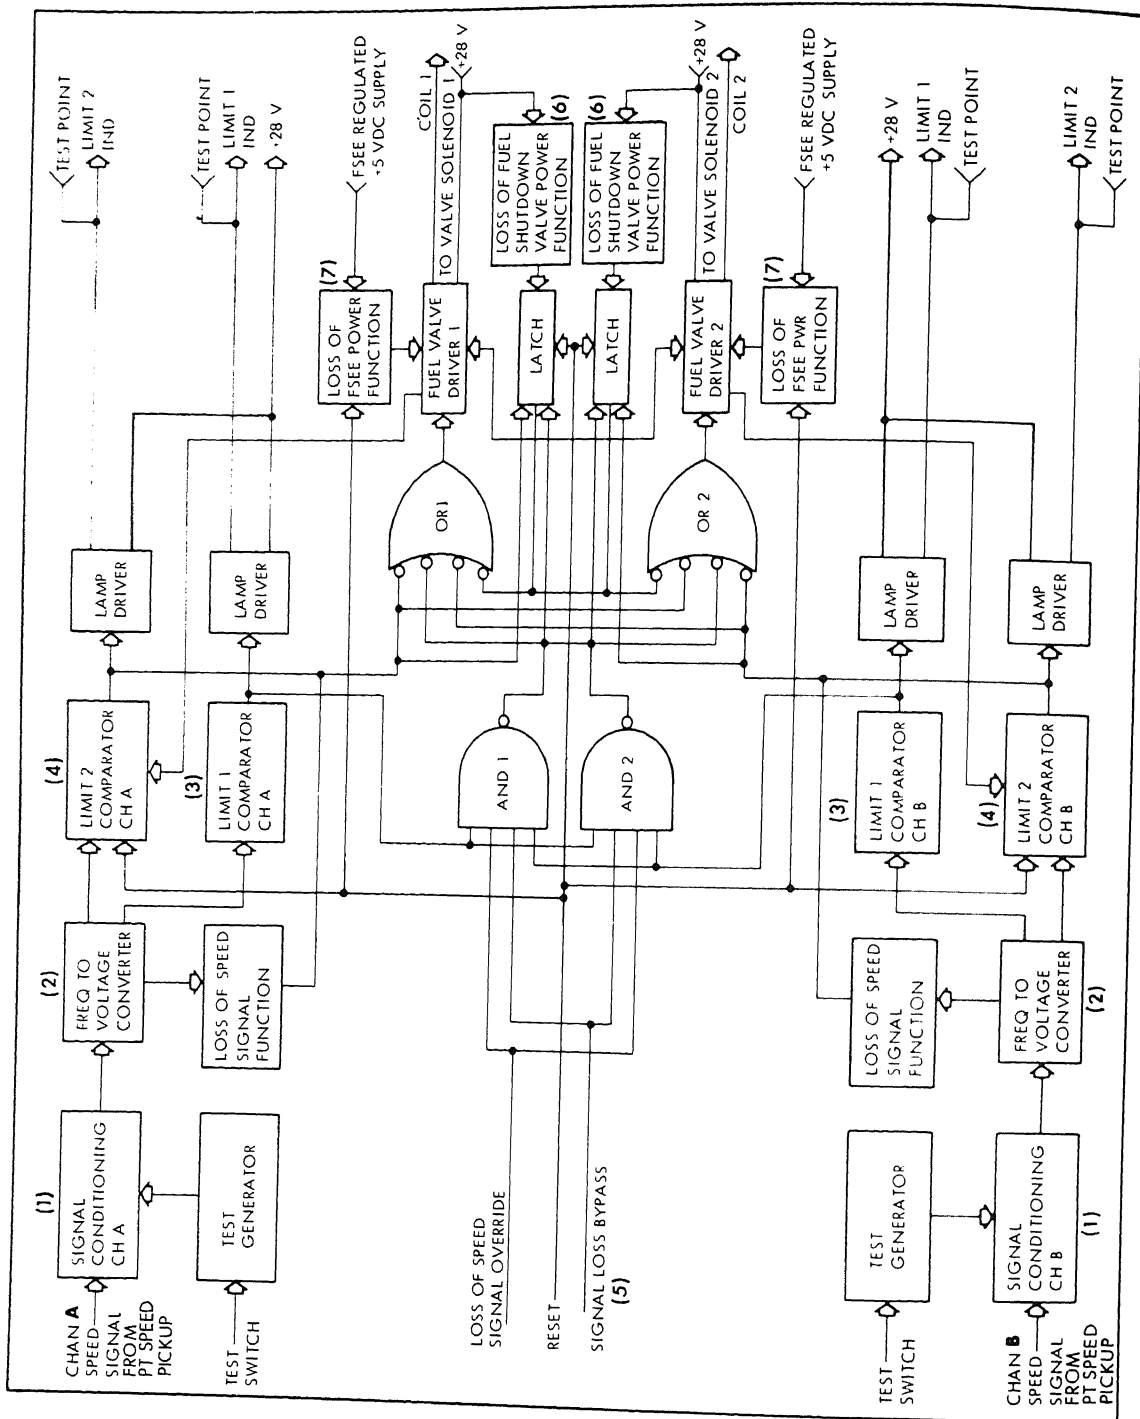 CHAN A
SPEED
SIGNAL
FROM
PT SPEED
PICKUP
(1)
SIGNAL
CONDITIONING
CH A
(2)
FREQ TO
VOLTAGE
CONVERTER
(4)
LIMIT 2
COMPARATOR
CH A
LAMP
DRIVER
TEST POINT
LIMIT 2
IND
TEST
SWITCH
TEST
GENERATOR
LOSS OF SPEED
SIGNAL
FUNCTION
(3)
LIMIT 1
COMPARATOR
CH A
LAMP
DRIVER
TEST POINT
LIMIT 1
IND
+28 V
(7)
LOSS OF
FSEE POWER
FUNCTION
FSEE REGULATED
+5 VDC SUPPLY
OR 1
FUEL VALVE
DRIVER 1
COIL 1
TO VALVE SOLENOID 1
+28 V
LOSS OF SPEED
SIGNAL OVERRIDE
RESET
SIGNAL LOSS BYPASS
(5)
AND 1
AND 2
LATCH
LOSS OF FUEL
SHUTDOWN
VALVE POWER
FUNCTION)
(6)
LATCH
LOSS OF FUEL
SHUTDOWN
VALVE POWER
FUNCTION)
(6)
OR 2
FUEL VALVE
DRIVER 2
+28 V
TO VALVE SOLENOID 2
COIL 2
(7)
LOSS OF
FSEE PWR
FUNCTION
FSEE REGULATED
+5 VDC SUPPLY
TEST
SWITCH
TEST
GENERATOR
LOSS OF SPEED
SIGNAL
FUNCTION
(3)
LIMIT 1
COMPARATOR
CH B
LAMP
DRIVER
+28 V
LIMIT 1
IND
TEST POINT
CHAN B
SPEED
SIGNAL
FROM
PT SPEED
PICKUP
SIGNAL
CONDITIONING
CH B
(1)
FREQ TO
VOLTAGE
CONVERTER
(2)
(4)
LIMIT 2
COMPARATOR
CH B
LAMP
DRIVER
LIMIT 2
IND
TEST POINT